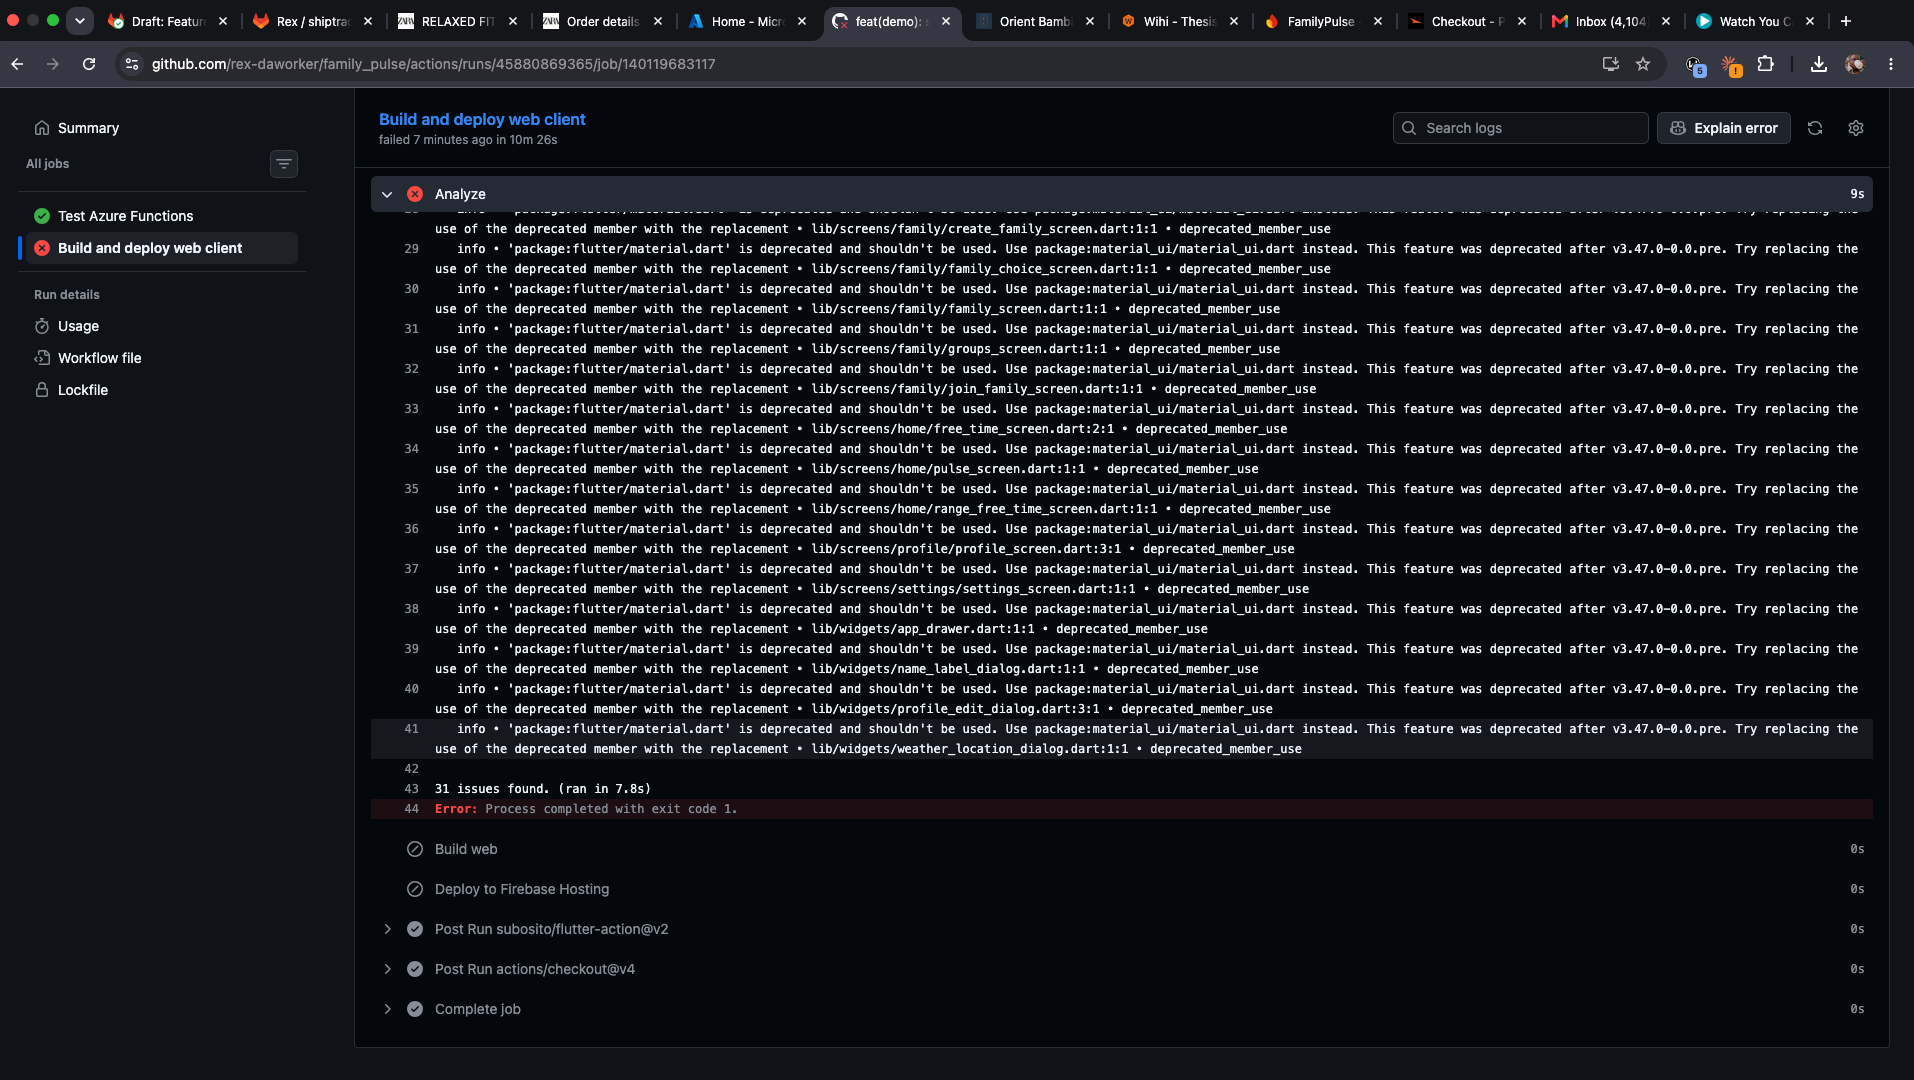 Draft: Featur
Rex / shiptra
RELAXED FIT
Order details
Home - Micr
feat(demo): s
Orient Bambi
Wihi - Thesis
FamilyPulse
Checkout - P
Inbox (4,104
Watch You C
github.com/rex-daworker/family_pulse/actions/runs/45880869365/job/140119683117
5
!
Summary
All jobs
Test Azure Functions
Build and deploy web client
Run details
Usage
Workflow file
Lockfile
Build and deploy web client
failed 7 minutes ago in 10m 26s
Search logs
Explain error
Analyze
9s
28 info • 'package:flutter/material.dart' is deprecated and shouldn't be used. Use package:material_ui/material_ui.dart instead. This feature was deprecated after v3.47.0-0.0.pre. Try replacing the
use of the deprecated member with the replacement • lib/screens/family/create_family_screen.dart:1:1 • deprecated_member_use
29 info • 'package:flutter/material.dart' is deprecated and shouldn't be used. Use package:material_ui/material_ui.dart instead. This feature was deprecated after v3.47.0-0.0.pre. Try replacing the
use of the deprecated member with the replacement • lib/screens/family/family_choice_screen.dart:1:1 • deprecated_member_use
30 info • 'package:flutter/material.dart' is deprecated and shouldn't be used. Use package:material_ui/material_ui.dart instead. This feature was deprecated after v3.47.0-0.0.pre. Try replacing the
use of the deprecated member with the replacement • lib/screens/family/family_screen.dart:1:1 • deprecated_member_use
31 info • 'package:flutter/material.dart' is deprecated and shouldn't be used. Use package:material_ui/material_ui.dart instead. This feature was deprecated after v3.47.0-0.0.pre. Try replacing the
use of the deprecated member with the replacement • lib/screens/family/groups_screen.dart:1:1 • deprecated_member_use
32 info • 'package:flutter/material.dart' is deprecated and shouldn't be used. Use package:material_ui/material_ui.dart instead. This feature was deprecated after v3.47.0-0.0.pre. Try replacing the
use of the deprecated member with the replacement • lib/screens/family/join_family_screen.dart:1:1 • deprecated_member_use
33 info • 'package:flutter/material.dart' is deprecated and shouldn't be used. Use package:material_ui/material_ui.dart instead. This feature was deprecated after v3.47.0-0.0.pre. Try replacing the
use of the deprecated member with the replacement • lib/screens/home/free_time_screen.dart:2:1 • deprecated_member_use
34 info • 'package:flutter/material.dart' is deprecated and shouldn't be used. Use package:material_ui/material_ui.dart instead. This feature was deprecated after v3.47.0-0.0.pre. Try replacing the
use of the deprecated member with the replacement • lib/screens/home/pulse_screen.dart:1:1 • deprecated_member_use
35 info • 'package:flutter/material.dart' is deprecated and shouldn't be used. Use package:material_ui/material_ui.dart instead. This feature was deprecated after v3.47.0-0.0.pre. Try replacing the
use of the deprecated member with the replacement • lib/screens/home/range_free_time_screen.dart:1:1 • deprecated_member_use
36 info • 'package:flutter/material.dart' is deprecated and shouldn't be used. Use package:material_ui/material_ui.dart instead. This feature was deprecated after v3.47.0-0.0.pre. Try replacing the
use of the deprecated member with the replacement • lib/screens/profile/profile_screen.dart:3:1 • deprecated_member_use
37 info • 'package:flutter/material.dart' is deprecated and shouldn't be used. Use package:material_ui/material_ui.dart instead. This feature was deprecated after v3.47.0-0.0.pre. Try replacing the
use of the deprecated member with the replacement • lib/screens/settings/settings_screen.dart:1:1 • deprecated_member_use
38 info • 'package:flutter/material.dart' is deprecated and shouldn't be used. Use package:material_ui/material_ui.dart instead. This feature was deprecated after v3.47.0-0.0.pre. Try replacing the
use of the deprecated member with the replacement • lib/widgets/app_drawer.dart:1:1 • deprecated_member_use
39 info • 'package:flutter/material.dart' is deprecated and shouldn't be used. Use package:material_ui/material_ui.dart instead. This feature was deprecated after v3.47.0-0.0.pre. Try replacing the
use of the deprecated member with the replacement • lib/widgets/name_label_dialog.dart:1:1 • deprecated_member_use
40 info • 'package:flutter/material.dart' is deprecated and shouldn't be used. Use package:material_ui/material_ui.dart instead. This feature was deprecated after v3.47.0-0.0.pre. Try replacing the
use of the deprecated member with the replacement • lib/widgets/profile_edit_dialog.dart:3:1 • deprecated_member_use
41 info • 'package:flutter/material.dart' is deprecated and shouldn't be used. Use package:material_ui/material_ui.dart instead. This feature was deprecated after v3.47.0-0.0.pre. Try replacing the
use of the deprecated member with the replacement • lib/widgets/weather_location_dialog.dart:1:1 • deprecated_member_use
42
43 31 issues found. (ran in 7.8s)
44 Error: Process completed with exit code 1.
Build web
0s
Deploy to Firebase Hosting
0s
Post Run subosito/flutter-action@v2
0s
Post Run actions/checkout@v4
0s
Complete job
0s